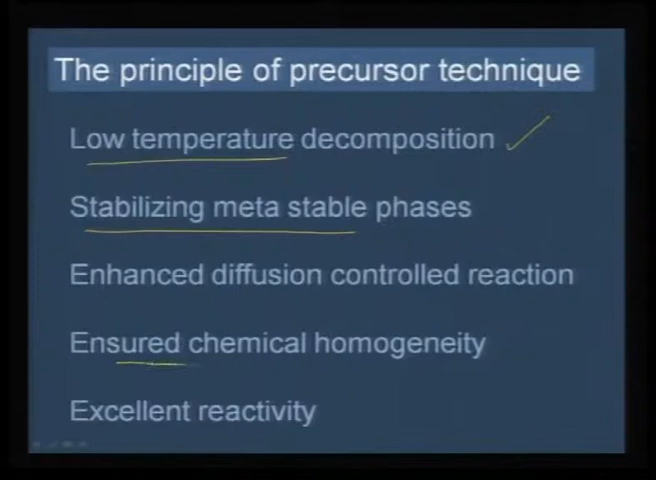 The principle of precursor technique
Low temperature decomposition
Stabilizing meta stable phases
Enhanced diffusion controlled reaction
Ensured chemical homogeneity
Excellent reactivity